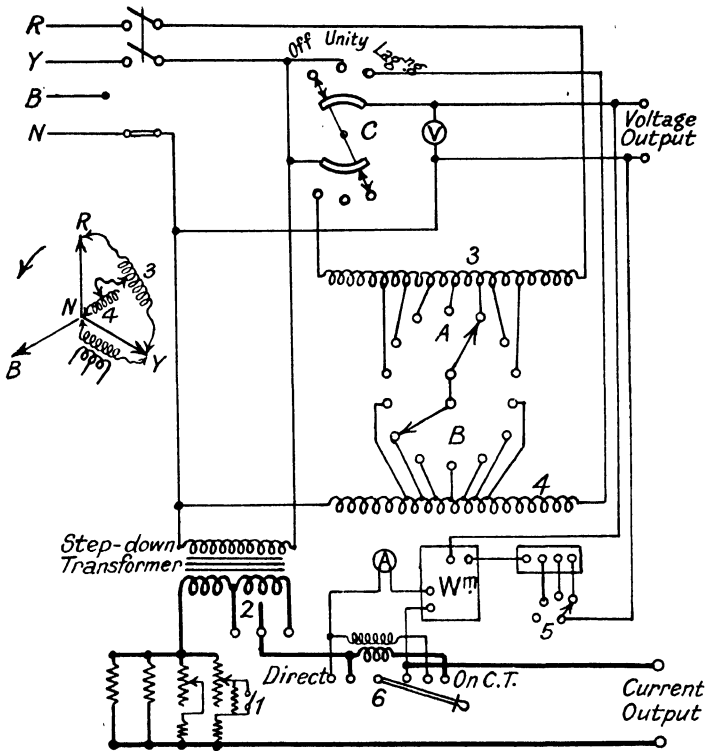 R
Y
B
N
Off Unity Lag.ng
C
V
Voltage
Output
R
N
3
4
Y
B
3
A
B
4
Step-down
Transformer
2
A
Wm
5
Direct
6
On C.T.
1
Current
Output